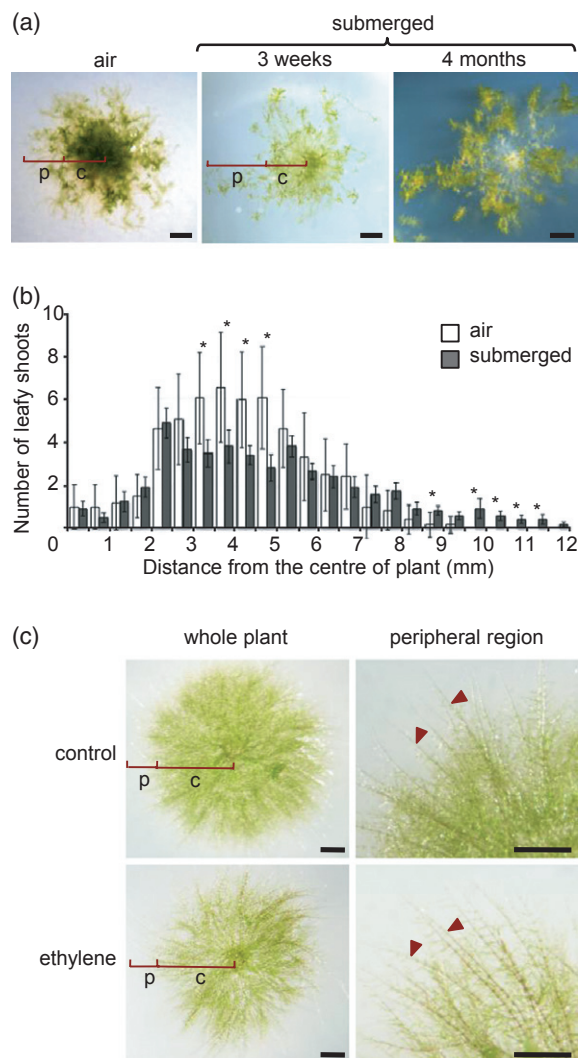 (a)
submerged
air 3 weeks 4 months
p c p c
(b)
10
8
6
4
2
0
Number of leafy shoots
* * * * * * * * *
air
submerged
1 2 3 4 5 6 7 8 9 10 11 12
Distance from the centre of plant (mm)
(c)
whole plant peripheral region
control
p c
ethylene
p c